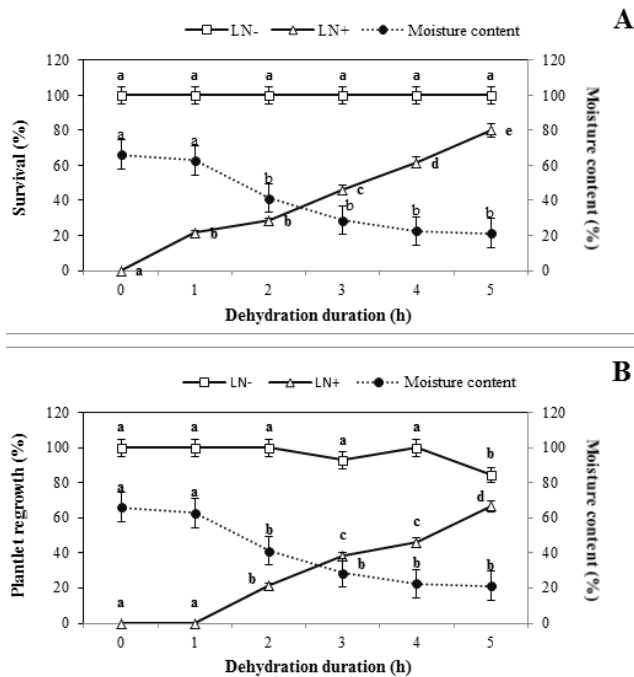 A
LN- LN+ Moisture content
120 120
a a a a a a
100 100
80 80
a a e
60 b d 60
c
40 b b b 40
b b
20 20
0 a 0
0 1 2 3 4 5
Survival (%)
Moisture content (%)
Dehydration duration (h)
B
LN- LN+ Moisture content
120 120
a a a a a b
100 100
80 80
a a d
60 60
b c c
40 40
b b b b
20 20
a a
0 0
0 1 2 3 4 5
Plantlet regrowth (%)
Moisture content (%)
Dehydration duration (h)